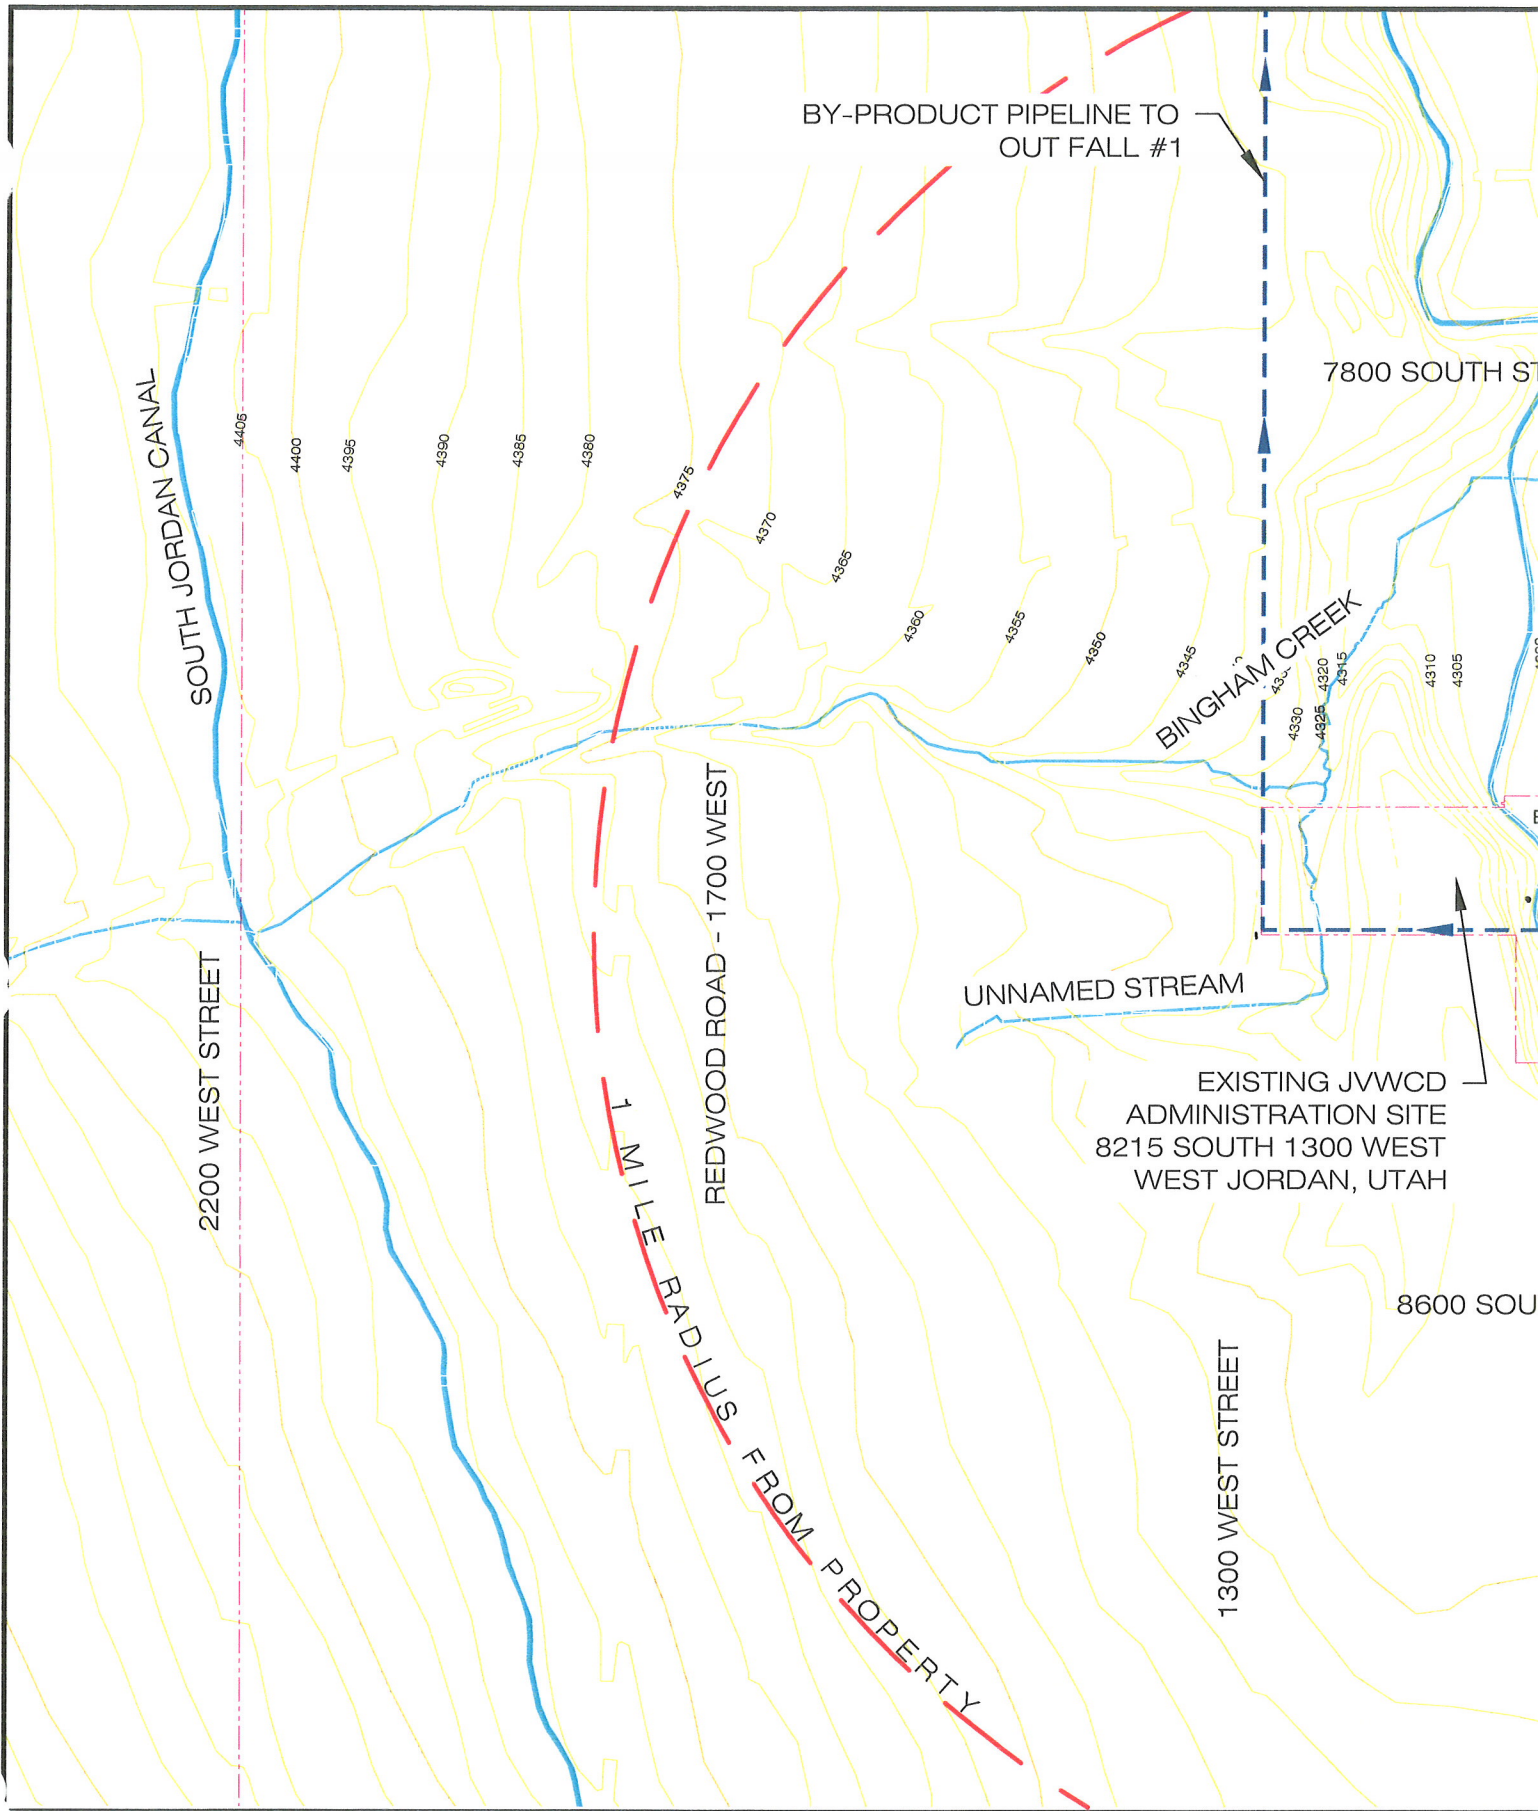 BY-PRODUCT PIPELINE TO
OUT FALL #1
7800 SOUTH ST
SOUTH JORDAN CANAL
4405
4400
4395
4390
4385
4380
4375
4370
4365
4360
4355
4350
4345
4330
4325
4320
4315
4310
4305
BINGHAM CREEK
REDWOOD ROAD - 1700 WEST
2200 WEST STREET
UNNAMED STREAM
EXISTING JVWCD
ADMINISTRATION SITE
8215 SOUTH 1300 WEST
WEST JORDAN, UTAH
8600 SOU
1300 WEST STREET
1 MILE RADIUS FROM PROPERTY